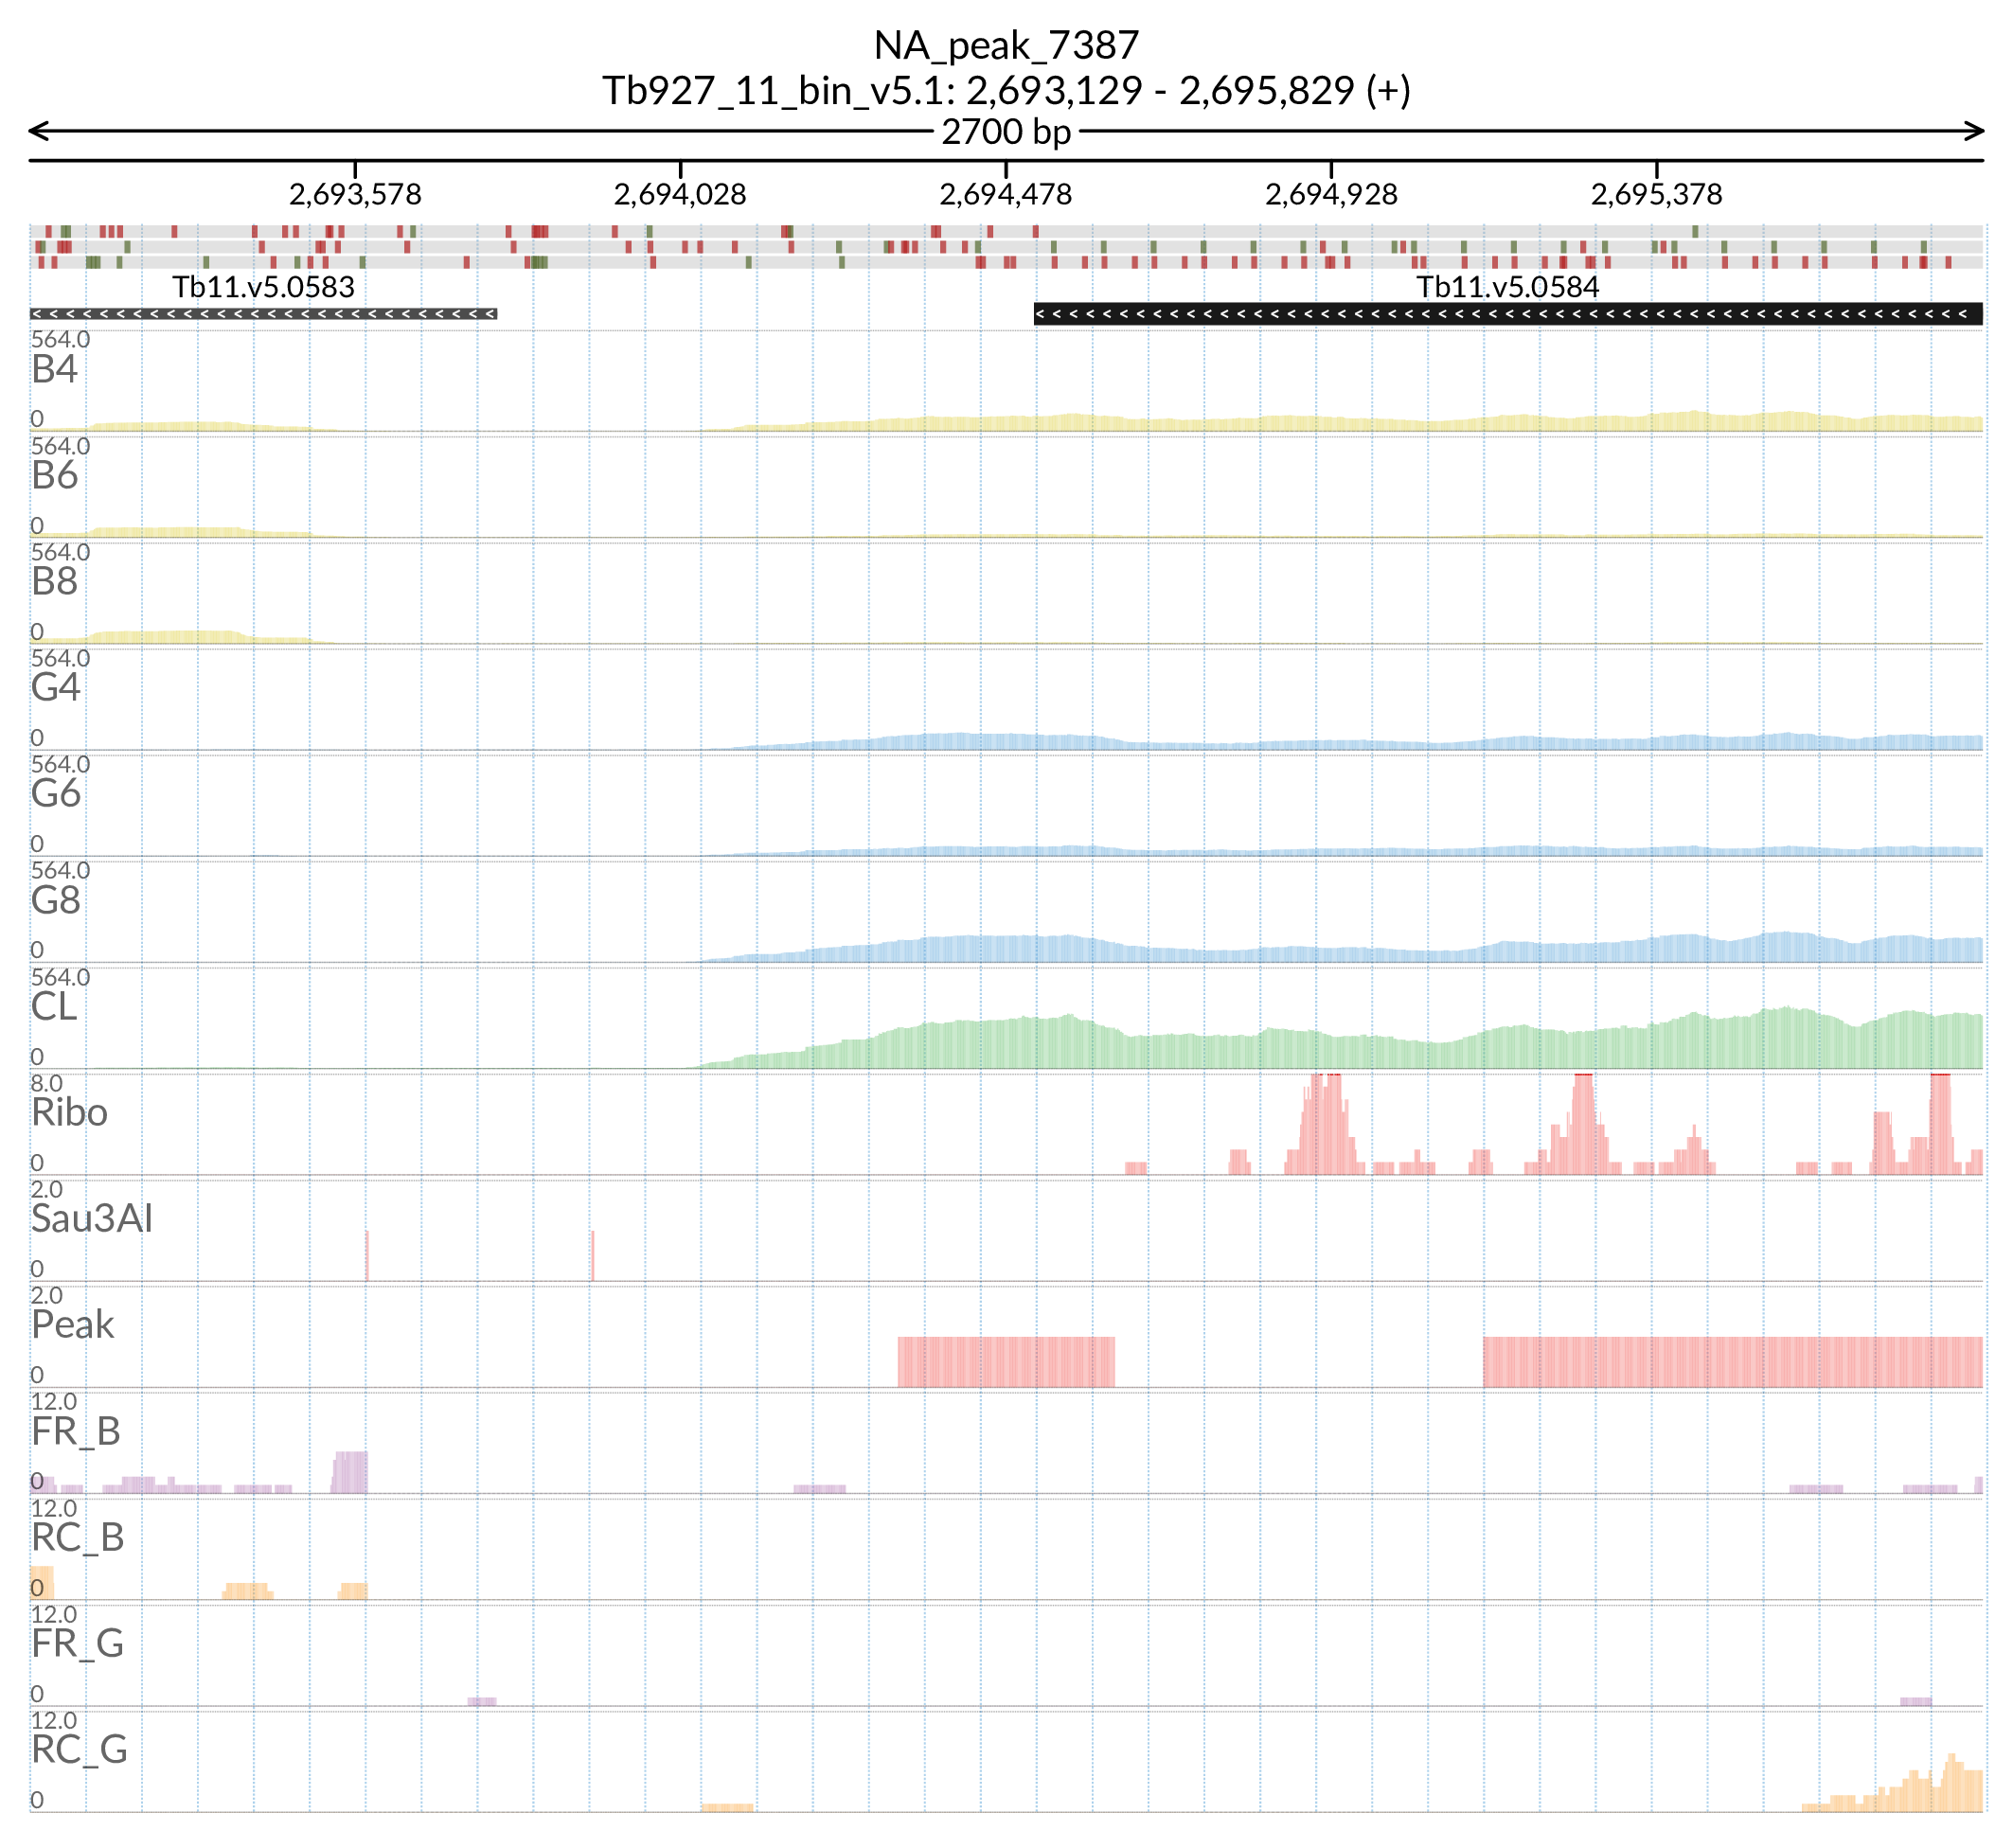 NA_peak_7387
Tb927_11_bin_v5.1: 2,693,129 - 2,695,829 (+)
2700 bp
2,693,578 2,694,028 2,694,478 2,694,928 2,695,378
Tb11.v5.0583 Tb11.v5.0584
564.0
B4
0
564.0
B6
0
564.0
B8
0
564.0
G4
0
564.0
G6
0
564.0
G8
0
564.0
CL
0
8.0
Ribo
0
2.0
Sau3AI
0
2.0
Peak
0
12.0
FR_B
0
12.0
RC_B
0
12.0
FR_G
0
12.0
RC_G
0